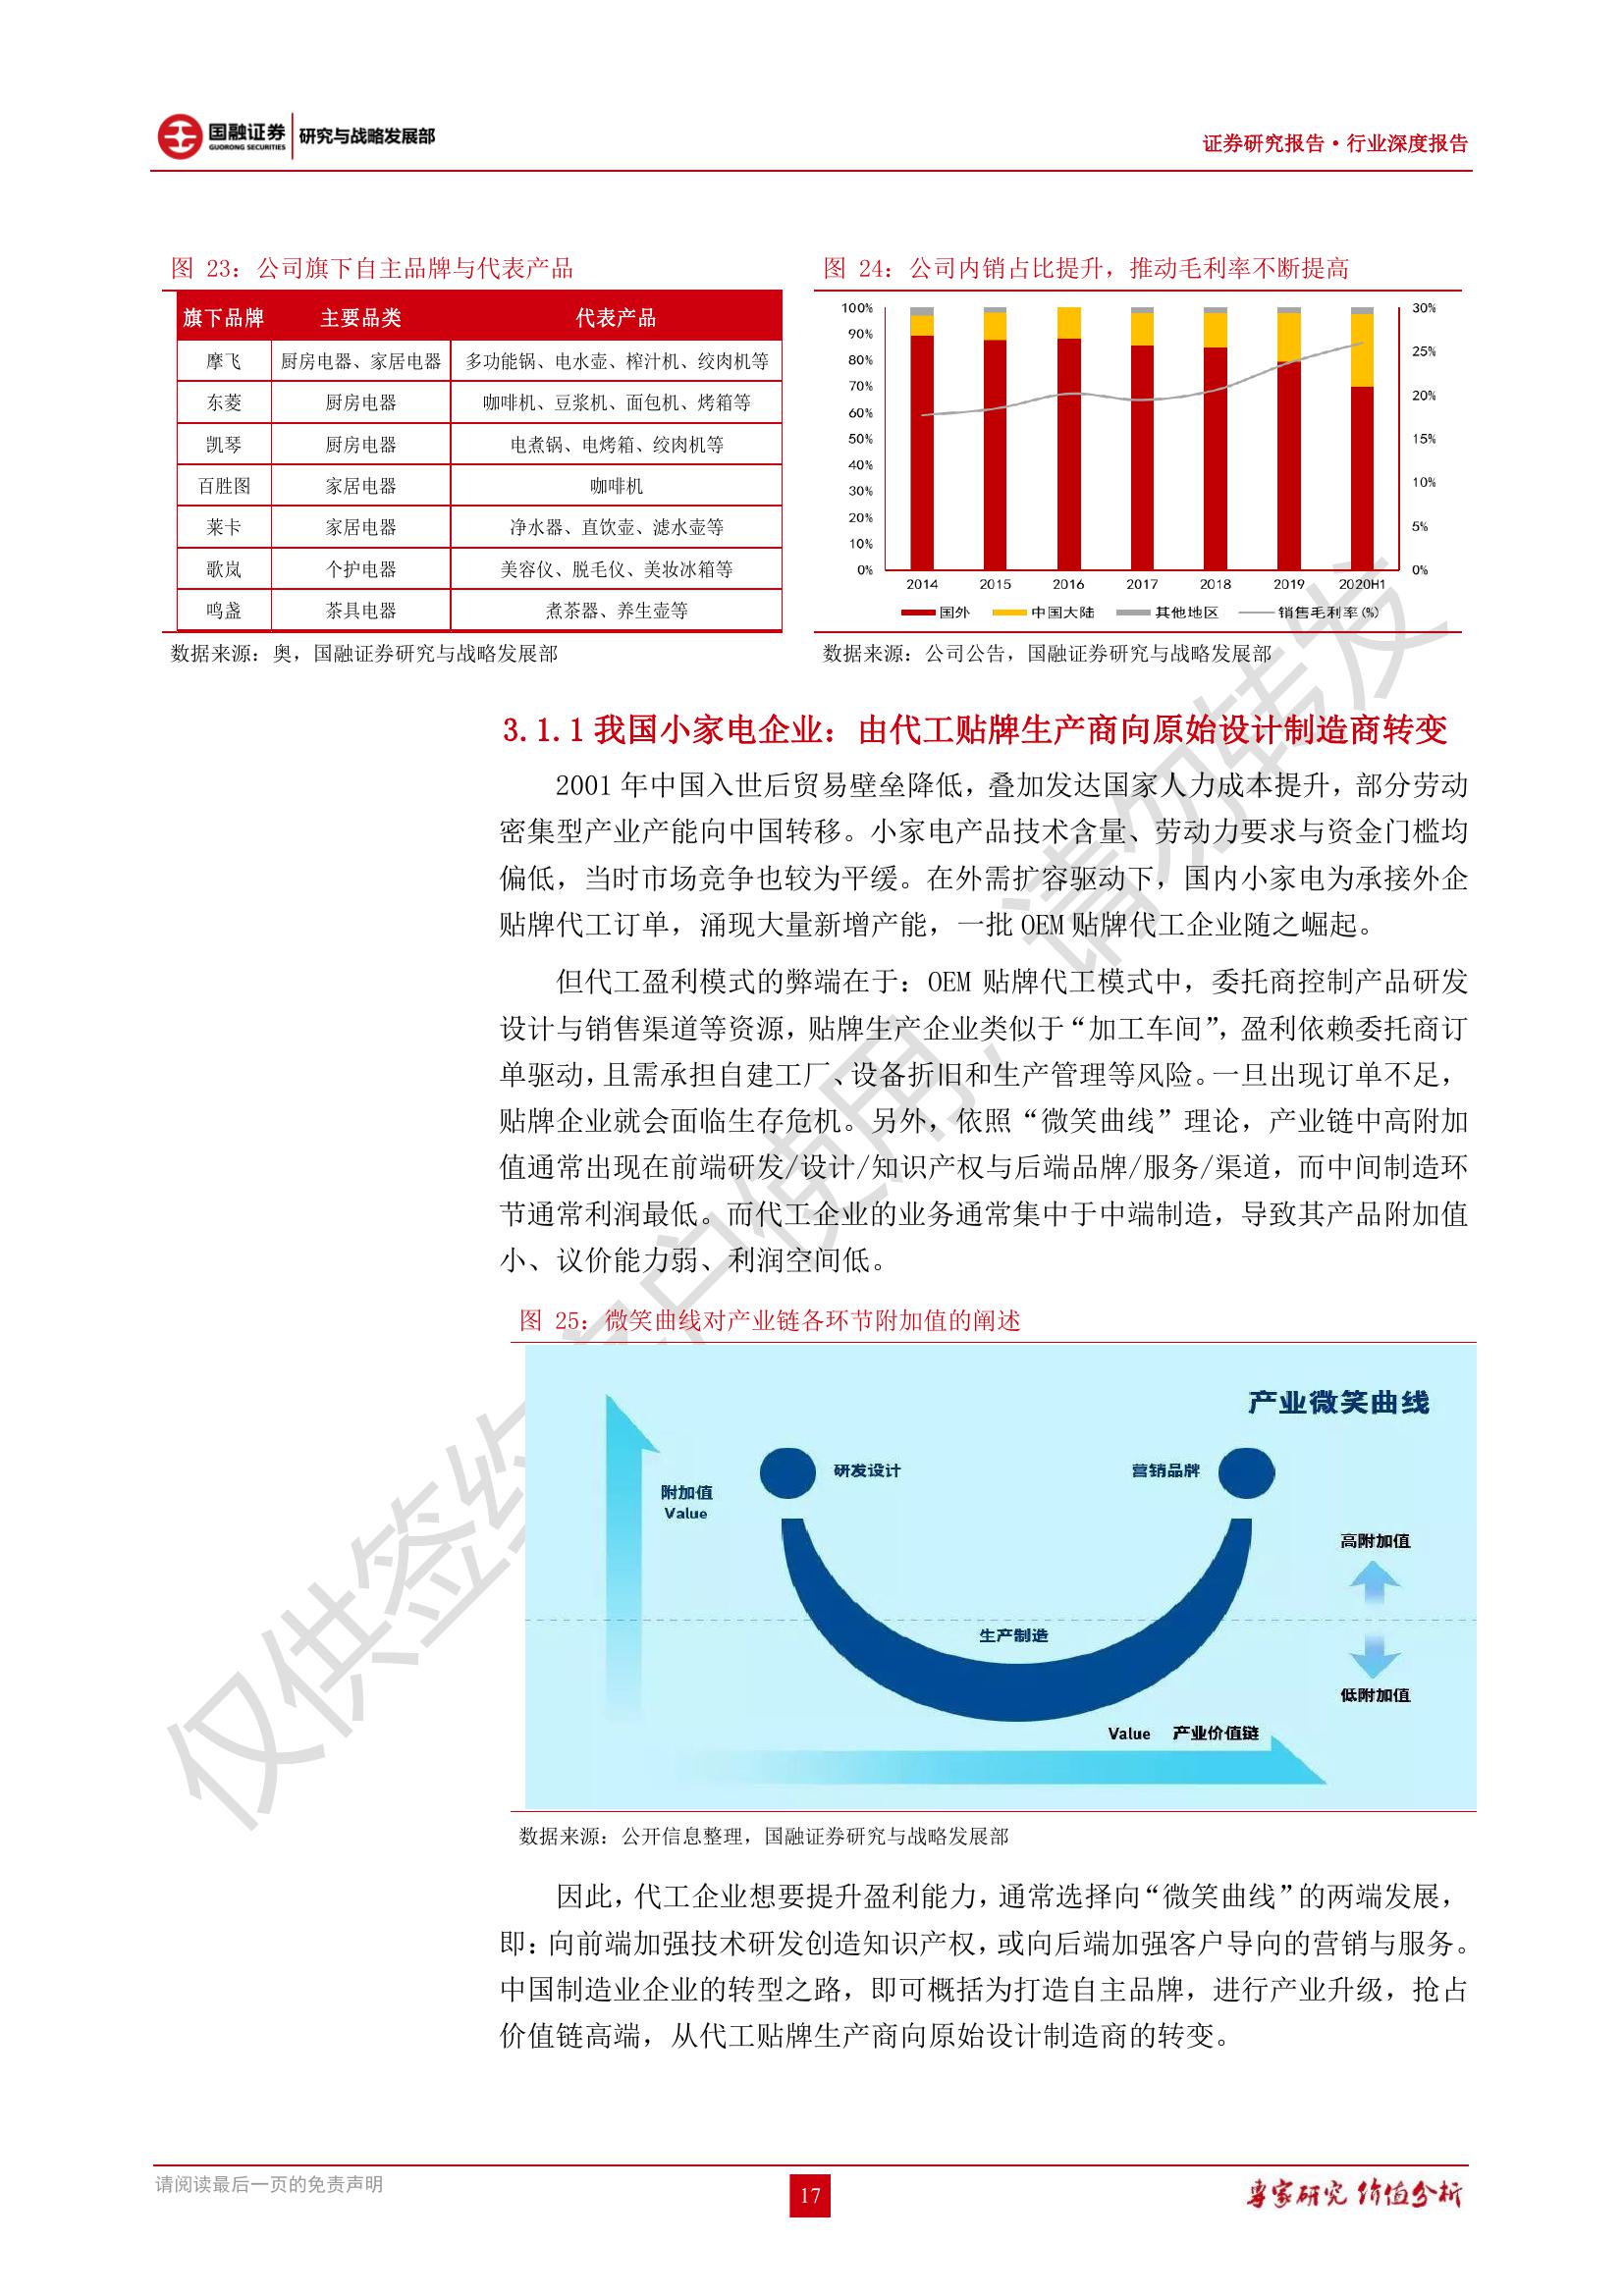 国融证券
GUORONG SECURITIES
研究与战略发展部
证券研究报告·行业深度报告
图 23：公司旗下自主品牌与代表产品
旗下品牌 主要品类 代表产品
摩飞 厨房电器、家居电器 多功能锅、电水壶、榨汁机、绞肉机等
东菱 厨房电器 咖啡机、豆浆机、面包机、烤箱等
凯琴 厨房电器 电煮锅、电烤箱、绞肉机等
百胜图 家居电器 咖啡机
莱卡 家居电器 净水器、直饮壶、滤水壶等
歌岚 个护电器 美容仪、脱毛仪、美妆冰箱等
鸣盏 茶具电器 煮茶器、养生壶等
数据来源：奥，国融证券研究与战略发展部
图 24：公司内销占比提升，推动毛利率不断提高
100% 30%
90%
80% 25%
70%
60% 20%
50% 15%
40%
30% 10%
20%
10% 5%
0% 0%
2014 2015 2016 2017 2018 2019 2020H1
国外 中国大陆 其他地区 销售毛利率(%)
数据来源：公司公告，国融证券研究与战略发展部
3.1.1 我国小家电企业：由代工贴牌生产商向原始设计制造商转变
2001 年中国入世后贸易壁垒降低，叠加发达国家人力成本提升，部分劳动
密集型产业产能向中国转移。小家电产品技术含量、劳动力要求与资金门槛均
偏低，当时市场竞争也较为平缓。在外需扩容驱动下，国内小家电为承接外企
贴牌代工订单，涌现大量新增产能，一批 OEM 贴牌代工企业随之崛起。
但代工盈利模式的弊端在于：OEM 贴牌代工模式中，委托商控制产品研发
设计与销售渠道等资源，贴牌生产企业类似于“加工车间”，盈利依赖委托商订
单驱动，且需承担自建工厂、设备折旧和生产管理等风险。一旦出现订单不足，
贴牌企业就会面临生存危机。另外，依照“微笑曲线”理论，产业链中高附加
值通常出现在前端研发/设计/知识产权与后端品牌/服务/渠道，而中间制造环
节通常利润最低。而代工企业的业务通常集中于中端制造，导致其产品附加值
小、议价能力弱、利润空间低。
图 25：微笑曲线对产业链各环节附加值的阐述
产业微笑曲线
研发设计
营销品牌
附加值
Value
高附加值
生产制造
低附加值
Value 产业价值链
数据来源：公开信息整理，国融证券研究与战略发展部
因此，代工企业想要提升盈利能力，通常选择向“微笑曲线”的两端发展，
即：向前端加强技术研发创造知识产权，或向后端加强客户导向的营销与服务。
中国制造业企业的转型之路，即可概括为打造自主品牌，进行产业升级，抢占
价值链高端，从代工贴牌生产商向原始设计制造商的转变。
请阅读最后一页的免责声明
17
专家研究 价值分析